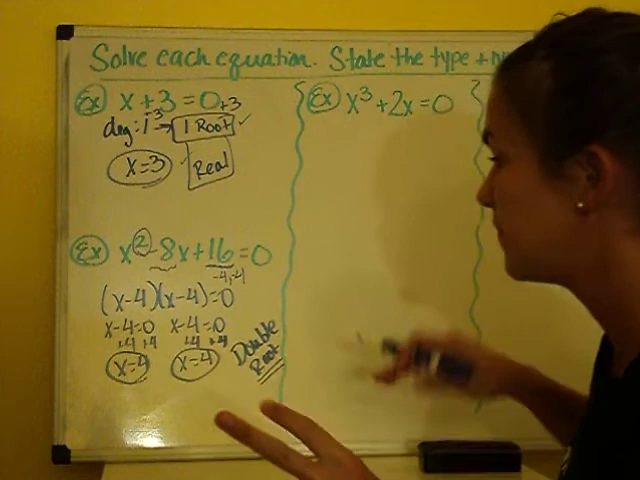 Solve each equation. State the type +
Ex x + 3 = 0 +3
-3
deg: 1 → 1 Root ✓
x = 3 Real
Ex x² - 8x + 16 = 0
-4, -4
(x-4)(x-4)=0
x-4=0 x-4=0
+4 +4 +4 +4
x=4 x=4
Double
Root
Ex x³ + 2x = 0